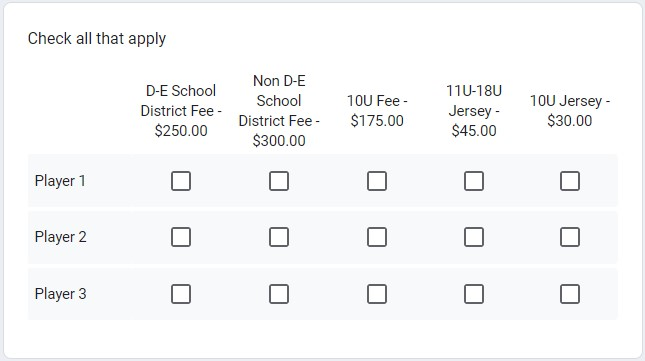 Check all that apply
D-E School
District Fee -
$250.00
Non D-E
School
District Fee -
$300.00
10U Fee -
$175.00
11U-18U
Jersey -
$45.00
10U Jersey -
$30.00
Player 1
Player 2
Player 3